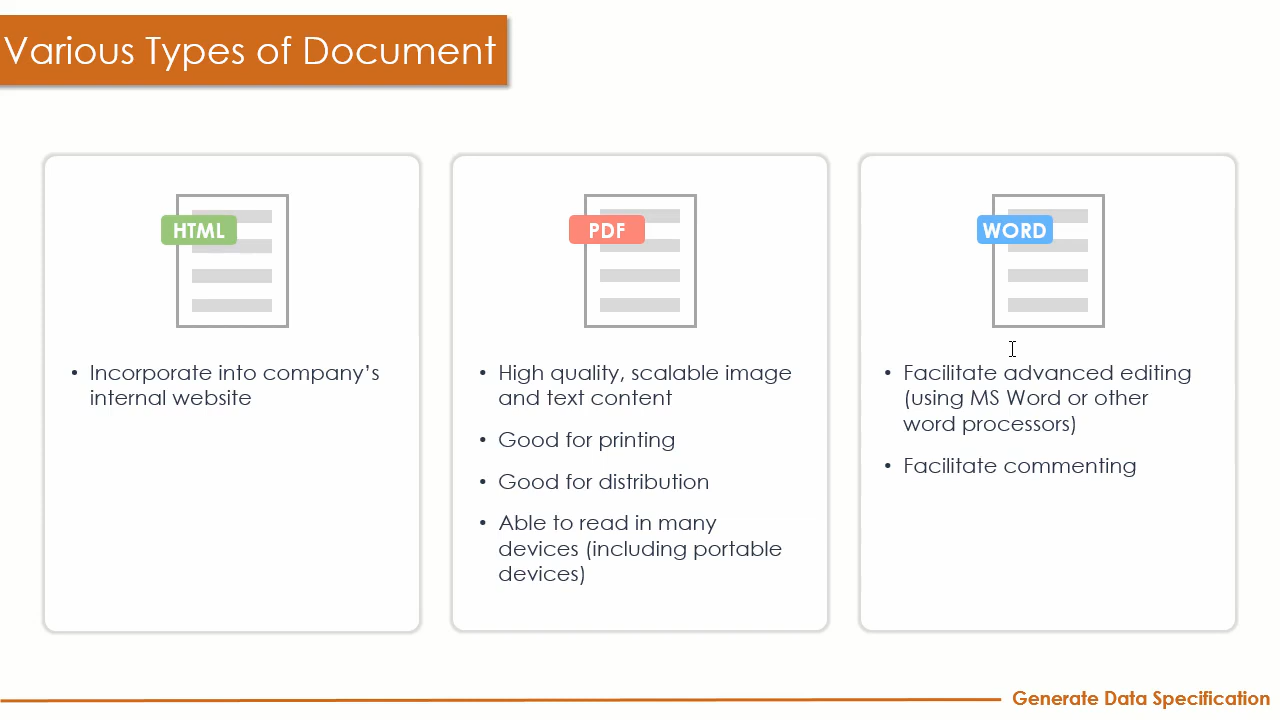 Various Types of Document
HTML
• Incorporate into company’s
internal website
PDF
• High quality, scalable image
and text content
• Good for printing
• Good for distribution
• Able to read in many
devices (including portable
devices)
WORD
• Facilitate advanced editing
(using MS Word or other
word processors)
• Facilitate commenting
Generate Data Specification